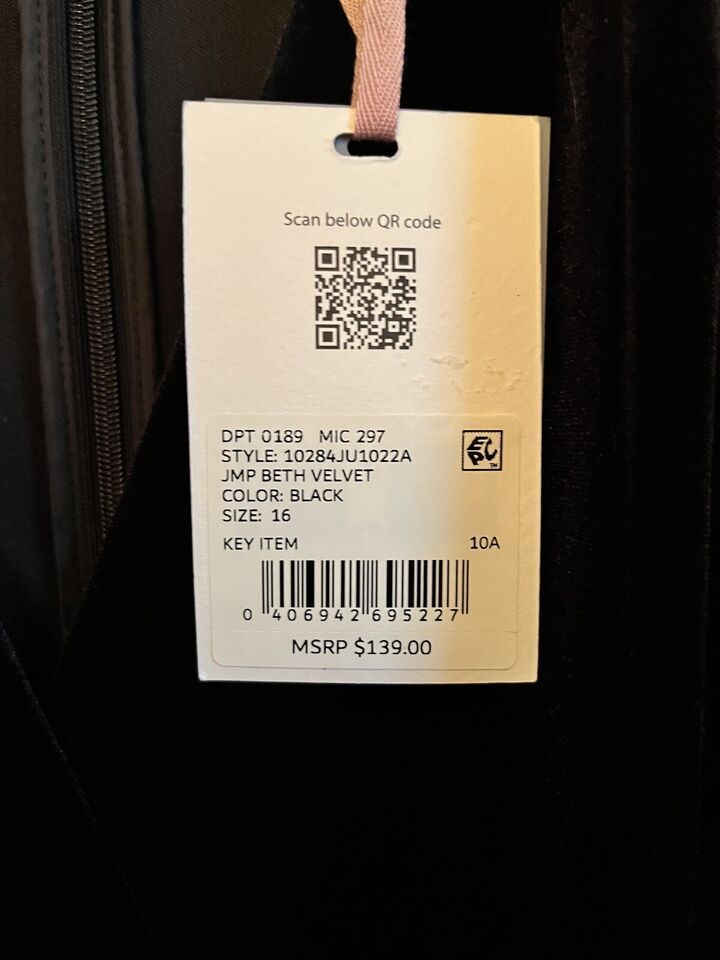 Scan below QR code
DPT 0189 MIC 297
STYLE: 10284JU1022A
JMP BETH VELVET
COLOR: BLACK
SIZE: 16
EPC™
KEY ITEM 10A
0 406942 695227
MSRP $139.00